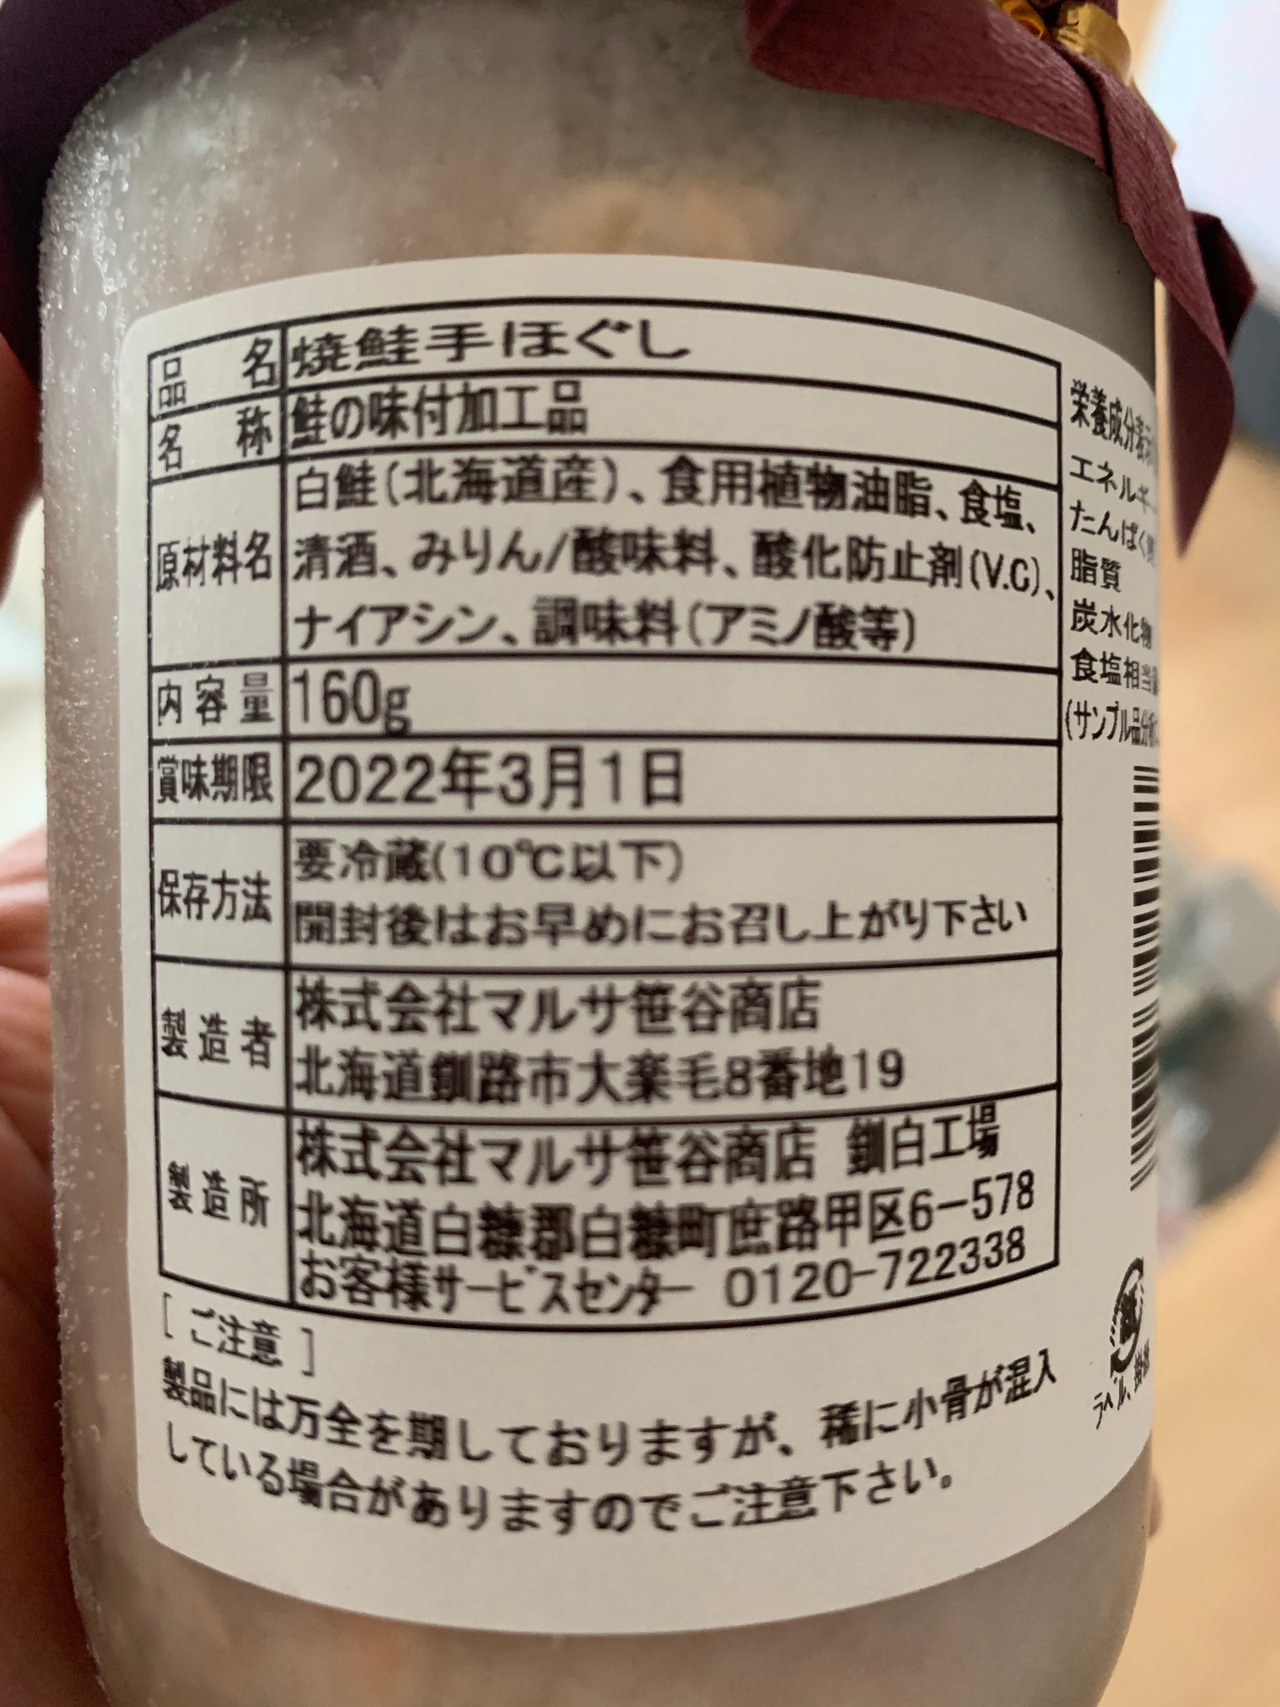 品名 焼鮭手ほぐし
名称 鮭の味付加工品
原材料名 白鮭(北海道産)、食用植物油脂、食塩、
清酒、みりん/酸味料、酸化防止剤(V.C)、
ナイアシン、調味料(アミノ酸等)
内容量 160g
賞味期限 2022年3月1日
保存方法 要冷蔵(10℃以下)
開封後はお早めにお召し上がり下さい
製造者 株式会社マルサ笹谷商店
北海道釧路市大楽毛8番地19
製造所 株式会社マルサ笹谷商店 釧白工場
北海道白糠郡白糠町庶路甲区6-578
お客様サービスセンター 0120-722338
[ご注意]
製品には万全を期しておりますが、稀に小骨が混入
している場合がありますのでご注意下さい。
栄養成分表
エネルギー
たんぱく
脂質
炭水化物
食塩相当
(サンプル品分析
紙
ラベル、